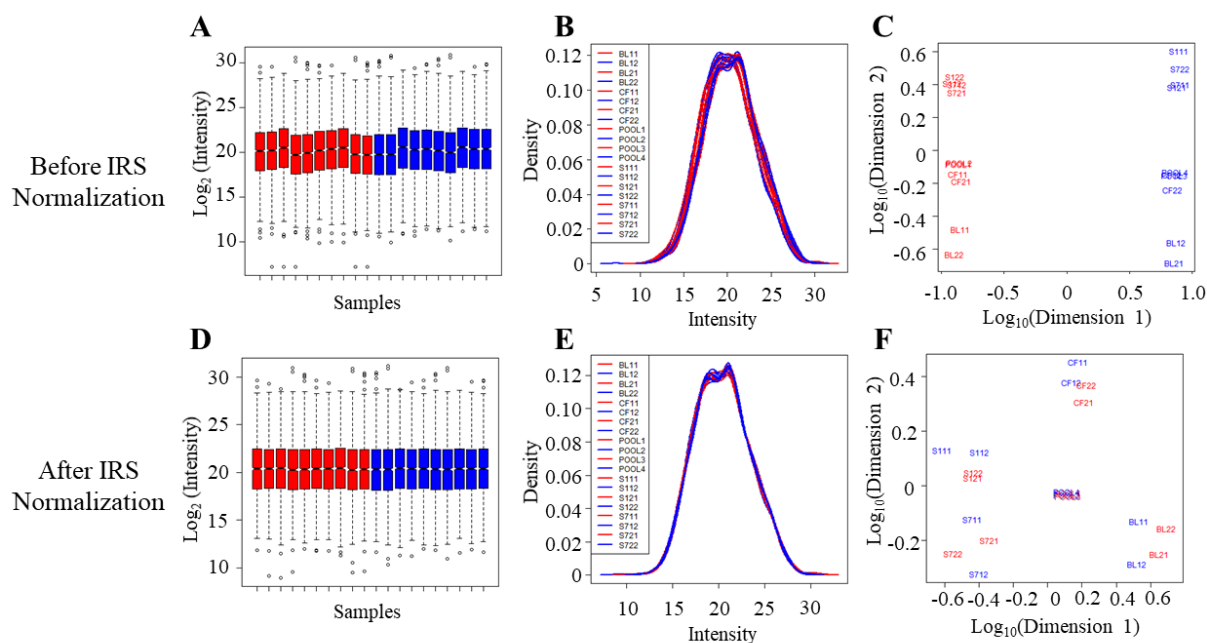 A
B
C
Before IRS
Normalization
Log2 (Intensity)
30
25
20
15
10
Samples
Density
0.12
0.10
0.08
0.06
0.04
0.02
0
BL11
BL12
BL21
BL22
CF11
CF12
CF21
CF22
POOL1
POOL2
POOL3
POOL4
S111
S112
S121
S122
S711
S712
S721
S722
5 10 15 20 25 30
Intensity
Log10(Dimension 2)
0.6
0.4
0.2
0
-0.2
-0.4
-0.6
S122
S712
S721
CF11
CF21
BL11
BL22
S111
S722
S711
S121
POOL4
CF22
BL12
BL21
-1.0 -0.5 0 0.5 1.0
Log10(Dimension 1)
D
E
F
After IRS
Normalization
Log2 (Intensity)
30
25
20
15
10
Samples
Density
0.12
0.10
0.08
0.06
0.04
0.02
0
BL11
BL12
BL21
BL22
CF11
CF12
CF21
CF22
POOL1
POOL2
POOL3
POOL4
S111
S112
S121
S122
S711
S712
S721
S722
10 15 20 25 30
Intensity
Log10(Dimension 2)
0.4
0.2
0
-0.2
CF11
CF12
CF22
CF21
S111
S112
S122
S121
POOL4
S711
S721
S722
S712
BL11
BL22
BL21
BL12
-0.6 -0.4 -0.2 0 0.2 0.4 0.6
Log10(Dimension 1)